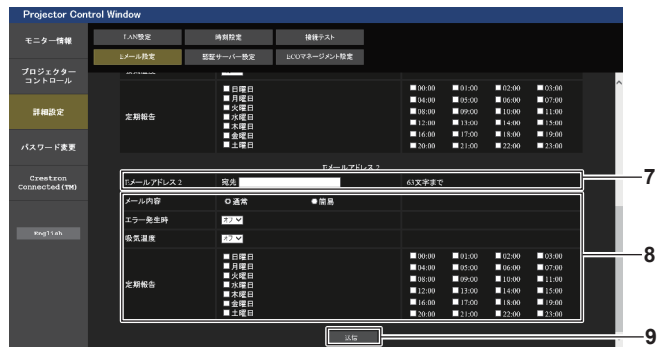 Projector Control Window
モニター情報
プロジェクター
コントロール
詳細設定
パスワード変更
Crestron
Connected(TM)
English
LAN設定 時刻設定 接続テスト
Eメール設定 認証サーバー設定 ECOマネージメント設定
定期報告
日曜日
月曜日
火曜日
水曜日
木曜日
金曜日
土曜日
00:00 01:00 02:00 03:00
04:00 05:00 06:00 07:00
08:00 09:00 10:00 11:00
12:00 13:00 14:00 15:00
16:00 17:00 18:00 19:00
20:00 21:00 22:00 23:00
Eメールアドレス 2
Eメールアドレス 2 宛先 63文字まで 7
メール内容 通常 簡易
エラー発生時 オフ
吸気温度 オフ
8
定期報告
日曜日
月曜日
火曜日
水曜日
木曜日
金曜日
土曜日
00:00 01:00 02:00 03:00
04:00 05:00 06:00 07:00
08:00 09:00 10:00 11:00
12:00 13:00 14:00 15:00
16:00 17:00 18:00 19:00
20:00 21:00 22:00 23:00
送信 9